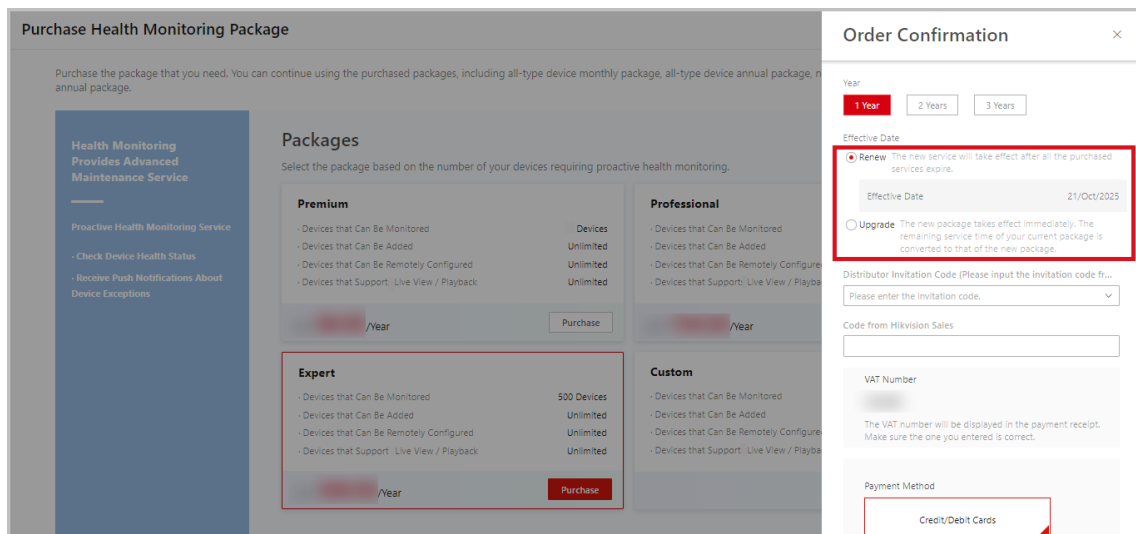 Purchase Health Monitoring Package
Purchase the package that you need. You can continue using the purchased packages, including all-type device monthly package, all-type device annual package, n
annual package.
Health Monitoring
Provides Advanced
Maintenance Service
Proactive Health Monitoring Service
· Check Device Health Status
· Receive Push Notifications About
Device Exceptions
Packages
Select the package based on the number of your devices requiring proactive health monitoring.
Premium
· Devices that Can Be Monitored Devices
· Devices that Can Be Added Unlimited
· Devices that Can Be Remotely Configured Unlimited
· Devices that Support Live View / Playback Unlimited
/Year Purchase
Professional
· Devices that Can Be Monitored
· Devices that Can Be Added
· Devices that Can Be Remotely Configured
· Devices that Support Live View / Playba
/Year
Expert
· Devices that Can Be Monitored 500 Devices
· Devices that Can Be Added Unlimited
· Devices that Can Be Remotely Configured Unlimited
· Devices that Support Live View / Playback Unlimited
/Year Purchase
Custom
· Devices that Can Be Monitored
· Devices that Can Be Added
· Devices that Can Be Remotely Configure
· Devices that Support Live View / Playba
Order Confirmation
Year
1 Year 2 Years 3 Years
Effective Date
Renew The new service will take effect after all the purchased
services expire.
Effective Date 21/Oct/2025
Upgrade The new package takes effect immediately. The
remaining service time of your current package is
converted to that of the new package.
Distributor Invitation Code (Please input the invitation code fr...
Please enter the invitation code.
Code from Hikvision Sales
VAT Number
The VAT number will be displayed in the payment receipt.
Make sure the one you entered is correct.
Payment Method
Credit/Debit Cards